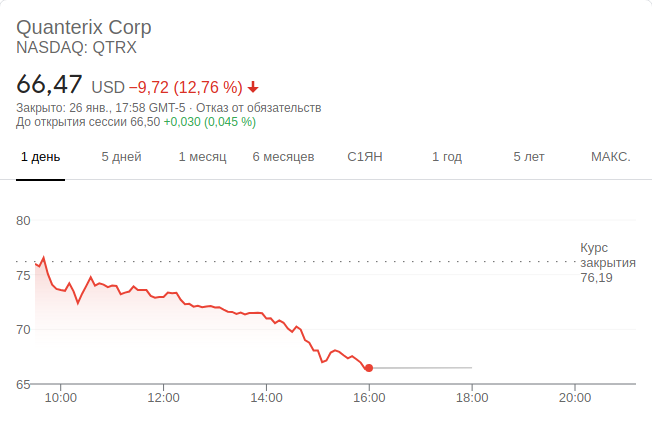 Quanterix Corp
NASDAQ: QTRX
66,47 USD −9,72 (12,76 %)
Закрыто: 26 янв., 17:58 GMT-5 · Отказ от обязательств
До открытия сессии 66,50 +0,030 (0,045 %)
1 день 5 дней 1 месяц 6 месяцев С1ЯН 1 год 5 лет МАКС.
80
Курс
закрытия
76,19
75
70
65
10:00 12:00 14:00 16:00 18:00 20:00